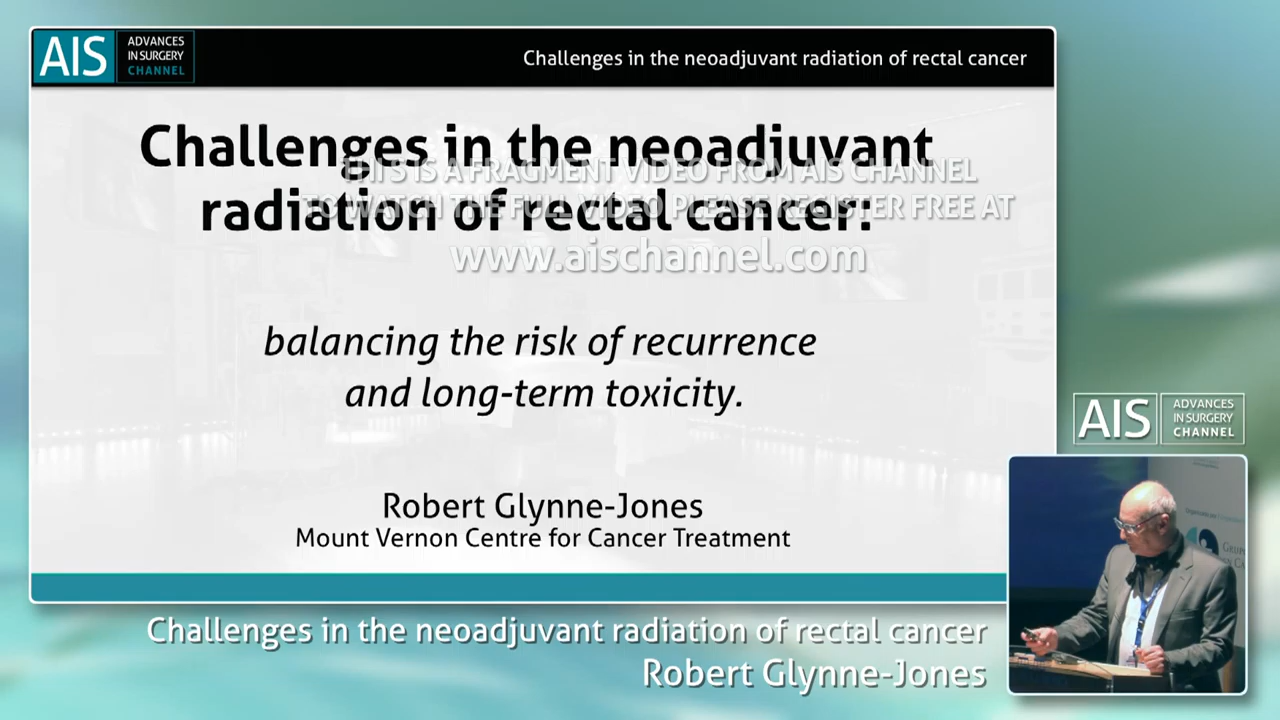 AIS
ADVANCES
IN SURGERY
CHANNEL
Challenges in the neoadjuvant radiation of rectal cancer
Challenges in the neoadjuvant
radiation of rectal cancer:
THIS IS A FRAGMENT VIDEO FROM AIS CHANNEL
TO WATCH THE FULL VIDEO PLEASE REGISTER FREE AT
www.aischannel.com
balancing the risk of recurrence
and long-term toxicity.
Robert Glynne-Jones
Mount Vernon Centre for Cancer Treatment
AIS
ADVANCES
IN SURGERY
CHANNEL
Challenges in the neoadjuvant radiation of rectal cancer
Robert Glynne-Jones